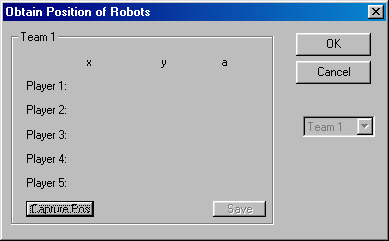 Obtain Position of Robots
Team 1
x y a
Player 1:
Player 2:
Player 3:
Player 4:
Player 5:
Capture Pos
Save
OK
Cancel
Team 1